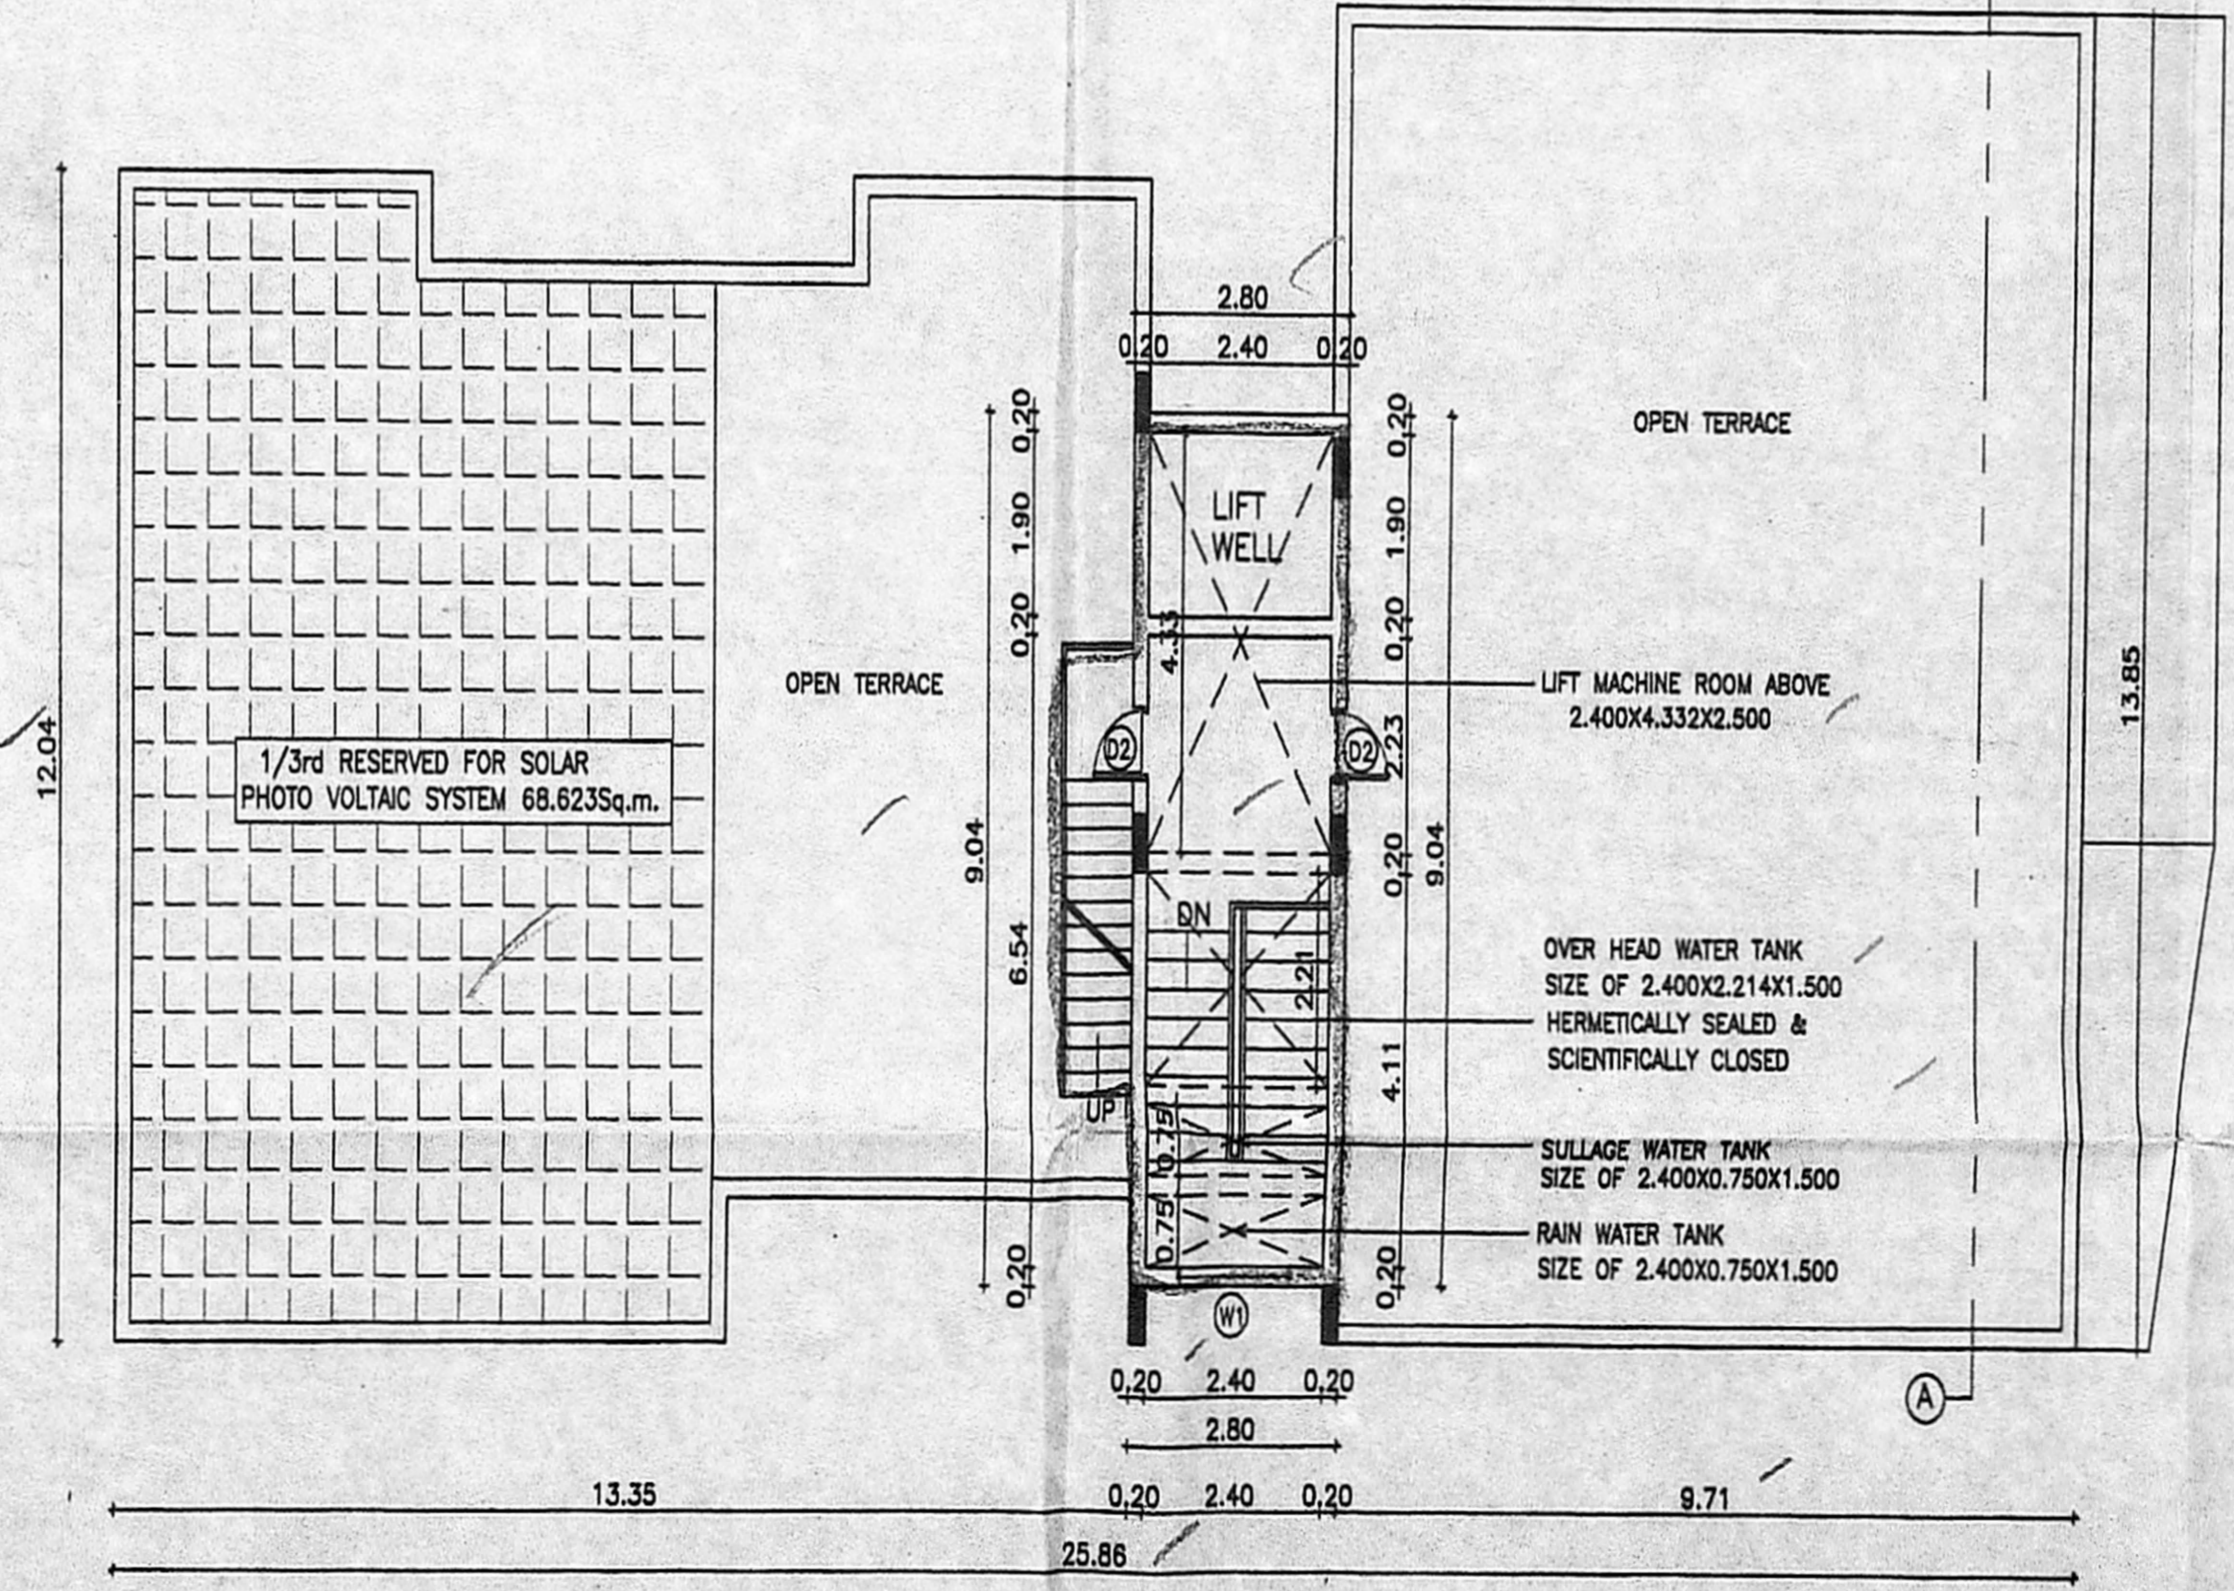 2.80
0.20 2.40 0.20
0.20
1.90
0.20
6.54
0.20
9.04
0.20
1.90
0.20
2.23
0.20
4.11
0.20
9.04
12.04
13.85
LIFT
WELL
4.33
OPEN TERRACE
OPEN TERRACE
LIFT MACHINE ROOM ABOVE
2.400X4.332X2.500
D2
D2
1/3rd RESERVED FOR SOLAR
PHOTO VOLTAIC SYSTEM 68.623Sq.m.
DN
2.21
UP
OVER HEAD WATER TANK
SIZE OF 2.400X2.214X1.500
HERMETICALLY SEALED &
SCIENTIFICALLY CLOSED
0.75
SULLAGE WATER TANK
SIZE OF 2.400X0.750X1.500
0.75
RAIN WATER TANK
SIZE OF 2.400X0.750X1.500
W1
A
0.20 2.40 0.20
2.80
13.35 0.20 2.40 0.20 9.71
25.86